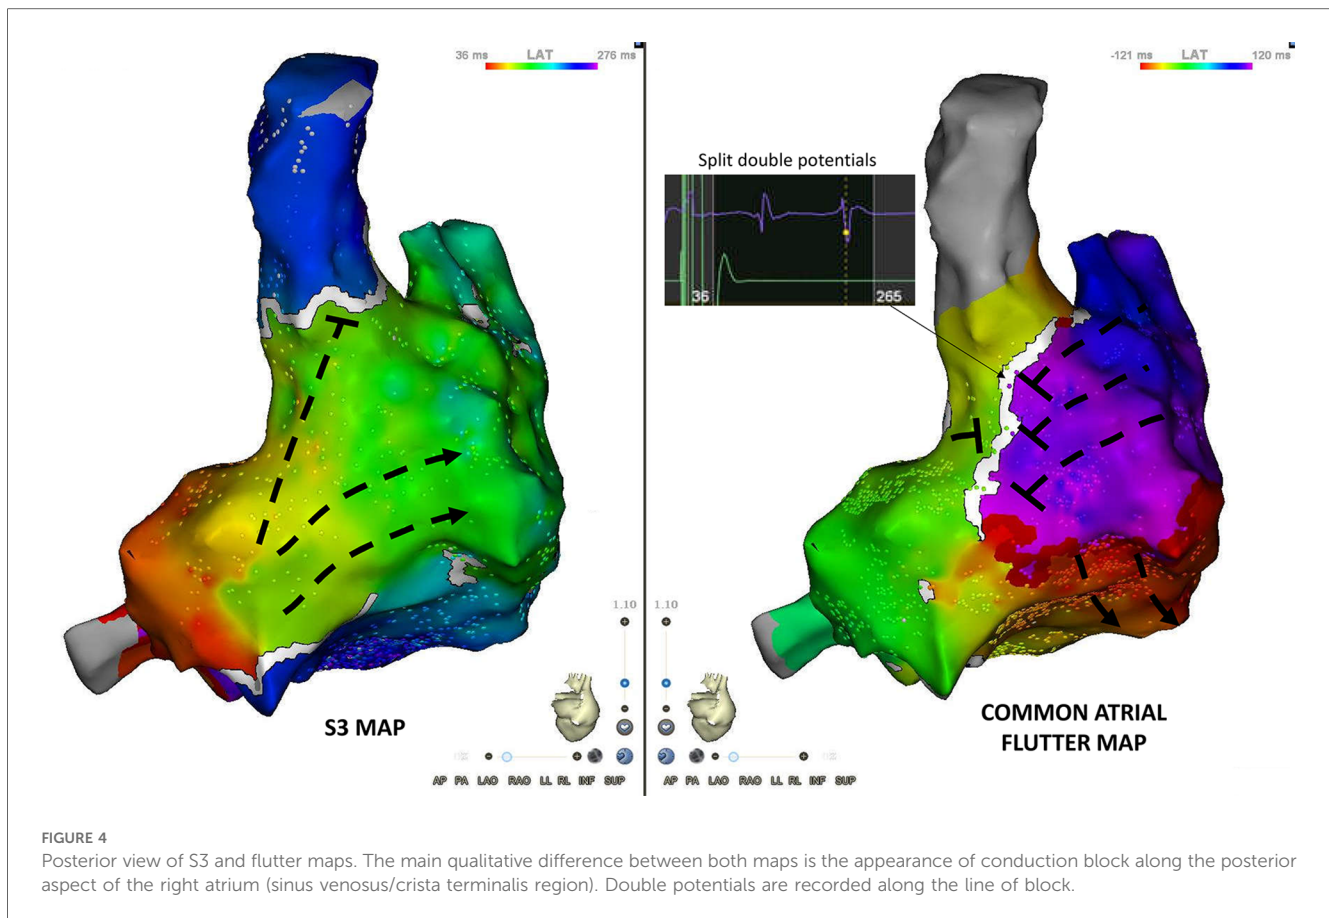 36 ms LAT 276 ms
-121 ms LAT 120 ms
Split double potentials
36 265
1.10 1.10
S3 MAP
COMMON ATRIAL
FLUTTER MAP
AP PA LAO RAO LL RL INF SUP
AP PA LAO RAO LL RL INF SUP
FIGURE 4
Posterior view of S3 and flutter maps. The main qualitative difference between both maps is the appearance of conduction block along the posterior
aspect of the right atrium (sinus venosus/crista terminalis region). Double potentials are recorded along the line of block.